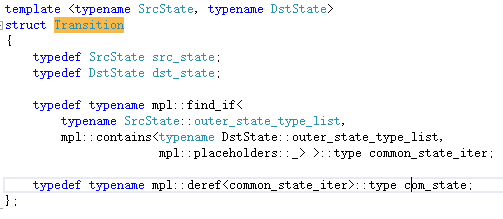 template <typename SrcState, typename DstState>
struct Transition
{
    typedef SrcState src_state;
    typedef DstState dst_state;

    typedef typename mpl::find_if<
        typename SrcState::outer_state_type_list,
        mpl::contains<typename DstState::outer_state_type_list,
                      mpl::placeholders::_> >::type common_state_iter;

    typedef typename mpl::deref<common_state_iter>::type com_state;
};